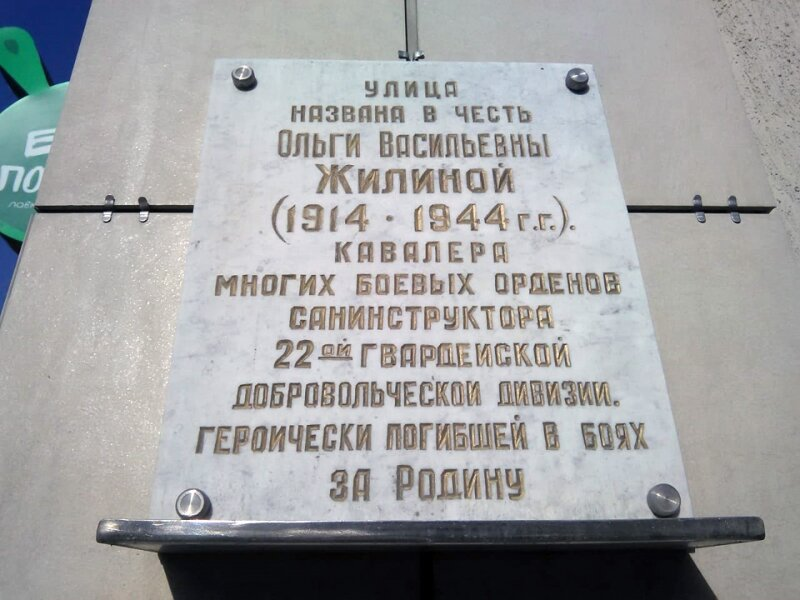 УЛИЦА
НАЗВАНА В ЧЕСТЬ
ОЛЬГИ ВАСИЛЬЕВНЫ
ЖИЛИНОЙ
(1914 · 1944 г.г.).
КАВАЛЕРА
МНОГИХ БОЕВЫХ ОРДЕНОВ
САНИНСТРУКТОРА
22ой ГВАРДЕЙСКОЙ
ДОБРОВОЛЬЧЕСКОЙ ДИВИЗИИ.
ГЕРОИЧЕСКИ ПОГИБШЕЙ В БОЯХ
ЗА РОДИНУ